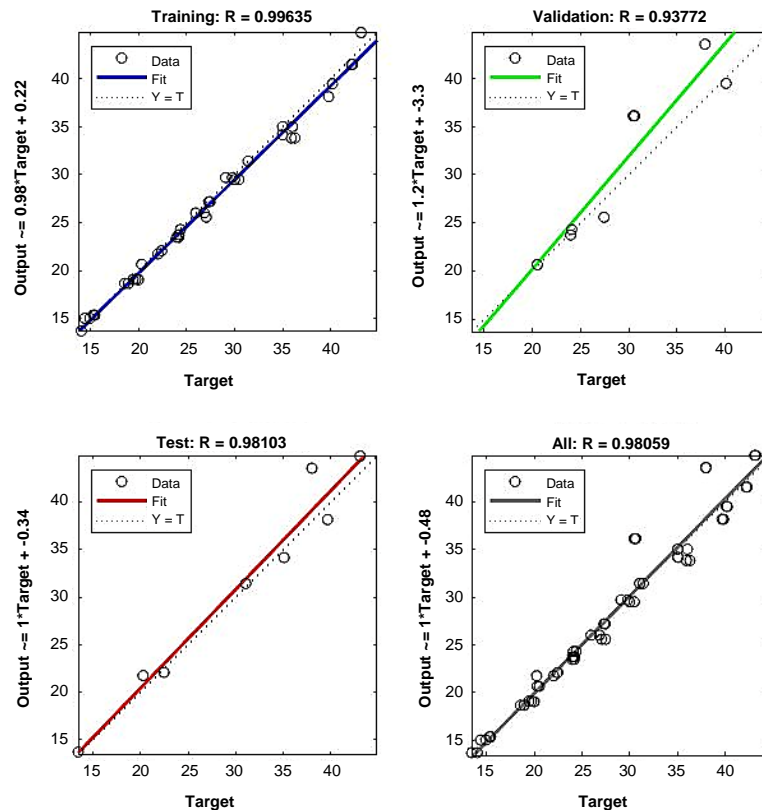 Training: R = 0.99635
Data
Fit
Y = T
Output ~= 0.98*Target + 0.22
40
35
30
25
20
15
15
20
25
30
35
40
Target
Validation: R = 0.93772
Data
Fit
Y = T
Output ~= 1.2*Target + -3.3
40
35
30
25
20
15
15
20
25
30
35
40
Target
Test: R = 0.98103
Data
Fit
Y = T
Output ~= 1*Target + -0.34
40
35
30
25
20
15
15
20
25
30
35
40
Target
All: R = 0.98059
Data
Fit
Y = T
Output ~= 1*Target + -0.48
40
35
30
25
20
15
15
20
25
30
35
40
Target